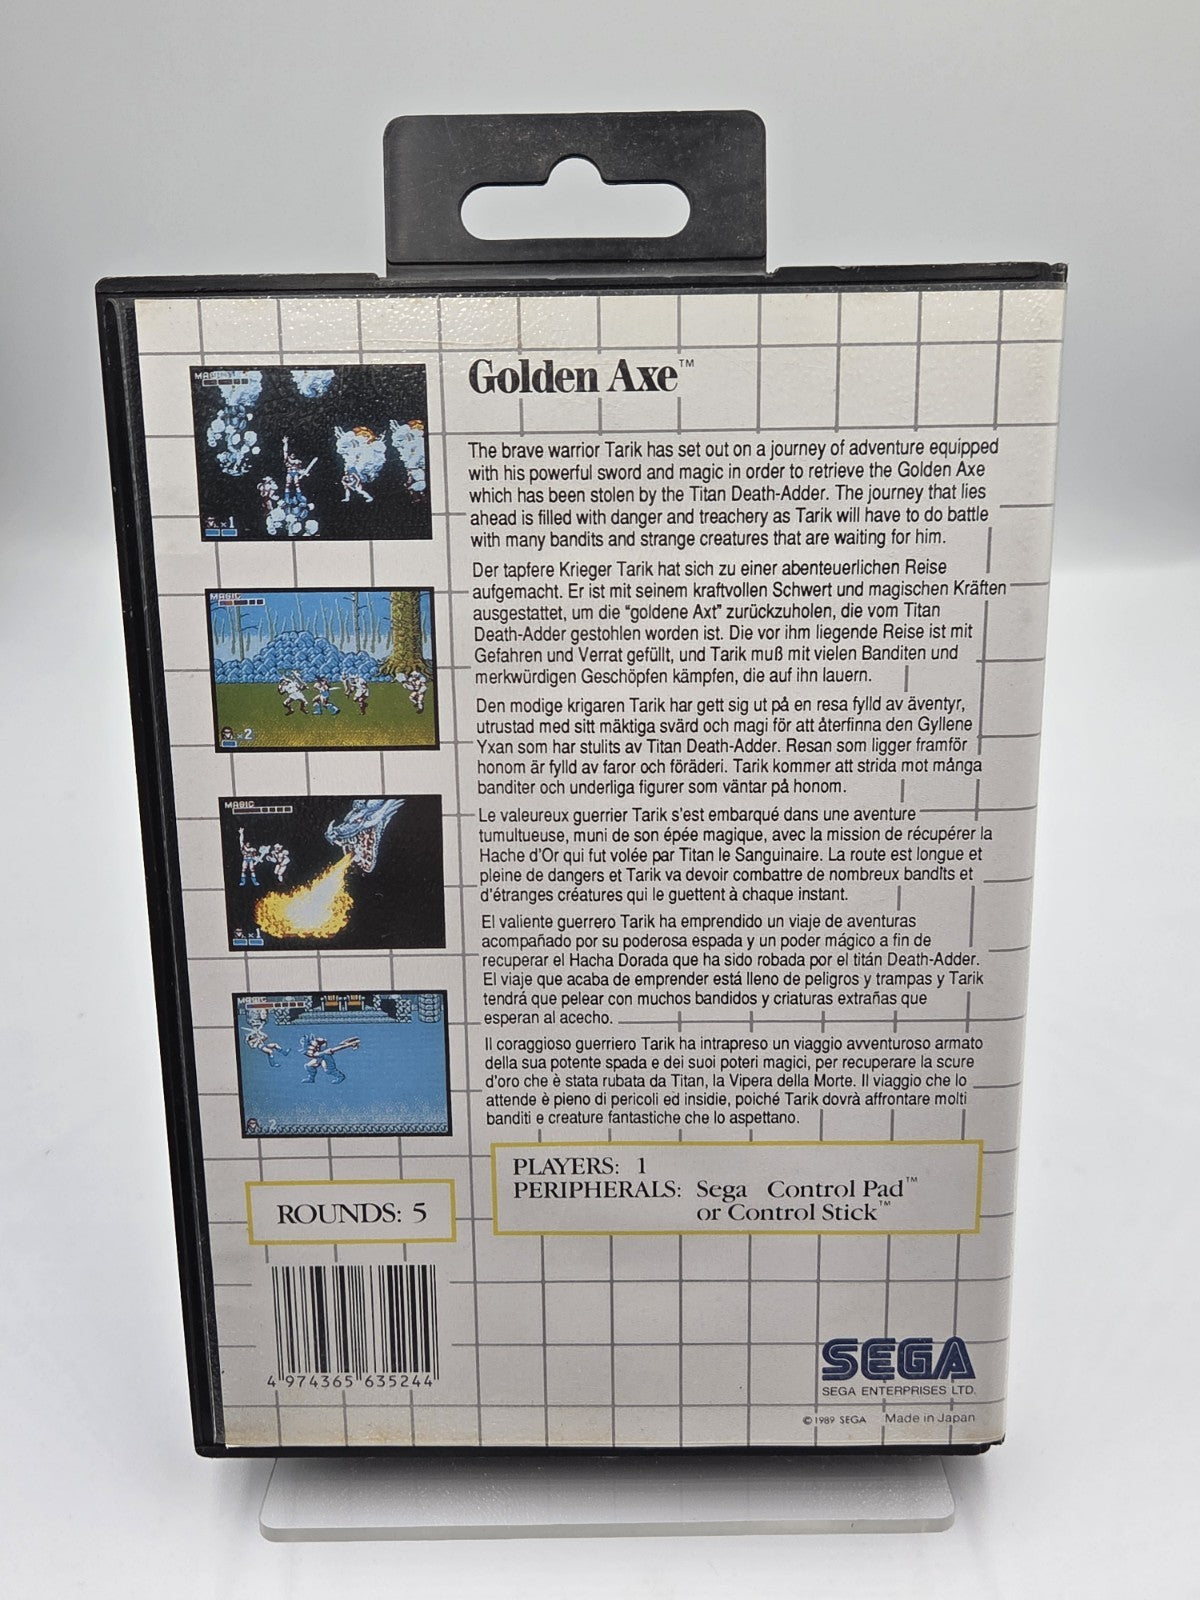 Golden Axe™
The brave warrior Tarik has set out on a journey of adventure equipped
with his powerful sword and magic in order to retrieve the Golden Axe
which has been stolen by the Titan Death-Adder. The journey that lies
ahead is filled with danger and treachery as Tarik will have to do battle
with many bandits and strange creatures that are waiting for him.
Der tapfere Krieger Tarik hat sich zu einer abenteuerlichen Reise
aufgemacht. Er ist mit seinem kraftvollen Schwert und magischen Kräften
ausgestattet, um die "goldene Axt" zurückzuholen, die vom Titan
Death-Adder gestohlen worden ist. Die vor ihm liegende Reise ist mit
Gefahren und Verrat gefüllt, und Tarik muß mit vielen Banditen und
merkwürdigen Geschöpfen kämpfen, die auf ihn lauern.
Den modige krigaren Tarik har gett sig ut på en resa fylld av äventyr,
utrustad med sitt mäktiga svärd och magi för att återfinna den Gyllene
Yxan som har stulits av Titan Death-Adder. Resan som ligger framför
honom är fylld av faror och föräderi. Tarik kommer att strida mot många
banditer och underliga figurer som väntar på honom.
Le valeureux guerrier Tarik s'est embarqué dans une aventure
tumultueuse, muni de son épée magique, avec la mission de récupérer la
Hache d'Or qui fut volée par Titan le Sanguinaire. La route est longue et
pleine de dangers et Tarik va devoir combattre de nombreux bandits et
d'étranges créatures qui le guettent à chaque instant.
El valiente guerrero Tarik ha emprendido un viaje de aventuras
acompañado por su poderosa espada y un poder mágico a fin de
recuperar el Hacha Dorada que ha sido robada por el titán Death-Adder.
El viaje que acaba de emprender está lleno de peligros y trampas y Tarik
tendrá que pelear con muchos bandidos y criaturas extrañas que
esperan al acecho.
Il coraggioso guerriero Tarik ha intrapreso un viaggio avventuroso armato
della sua potente spada e dei suoi poteri magici, per recuperare la scure
d'oro che è stata rubata da Titan, la Vipera della Morte. Il viaggio che lo
attende è pieno di pericoli ed insidie, poiché Tarik dovrà affrontare molti
banditi e creature fantastiche che lo aspettano.
PLAYERS: 1
PERIPHERALS: Sega Control Pad™
or Control Stick™
MAGIC
x1
MAGIC
x2
MAGIC
x1
MAGIC
2
ROUNDS: 5
4 974365 635244
SEGA
SEGA ENTERPRISES LTD.
© 1989 SEGA Made in Japan